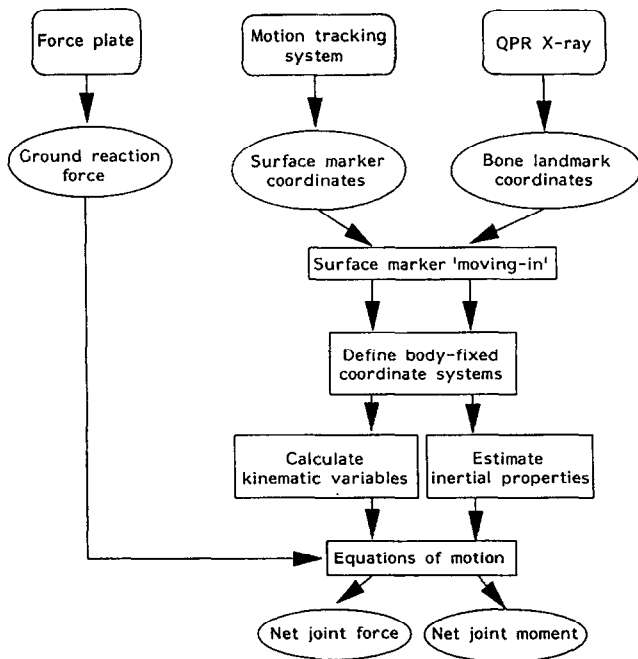 Force plate
Motion tracking
system
QPR X-ray
Ground reaction
force
Surface marker
coordinates
Bone landmark
coordinates
Surface marker 'moving-in'
Define body-fixed
coordinate systems
Calculate
kinematic variables
Estimate
inertial properties
Equations of motion
Net joint force
Net joint moment